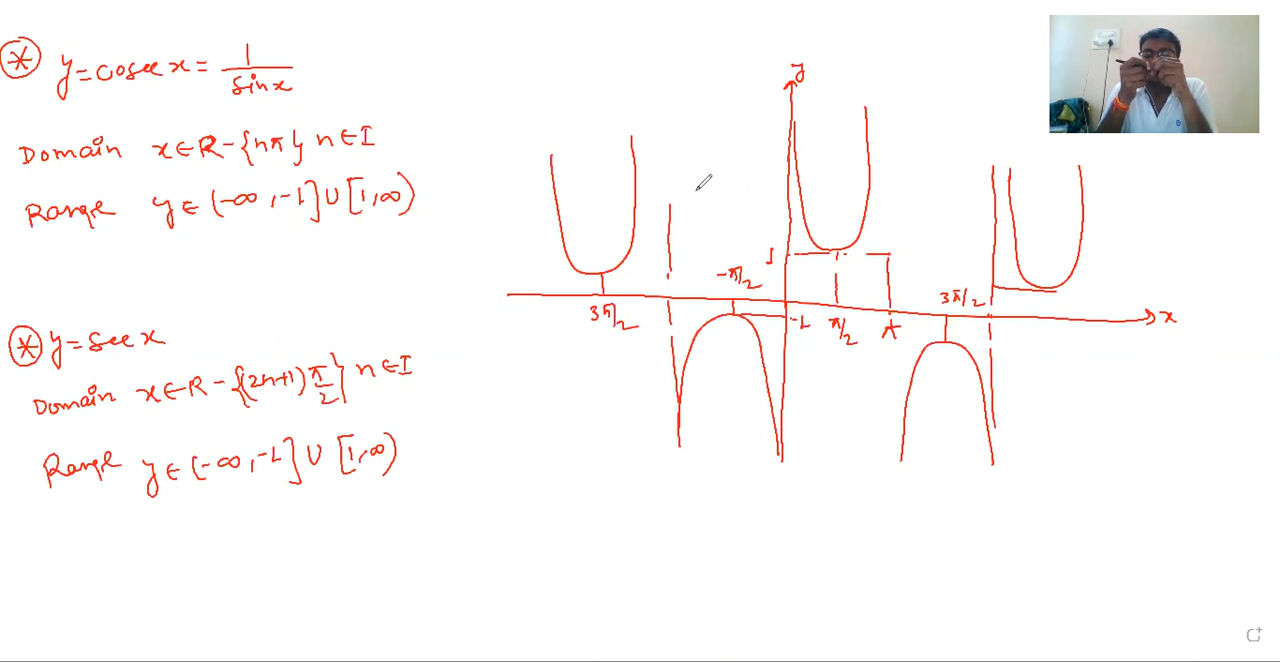 * y = cosec x = 1/sin x
Domain x ∈ R - {nπ} n ∈ I
Range y ∈ (-∞, -1] ∪ [1, ∞)
* y = sec x
Domain x ∈ R - {(2n+1) π/2} n ∈ I
Range y ∈ (-∞, -1] ∪ [1, ∞)
y
1
-π/2
3π/2
3π/2
-1
π/2
π
x